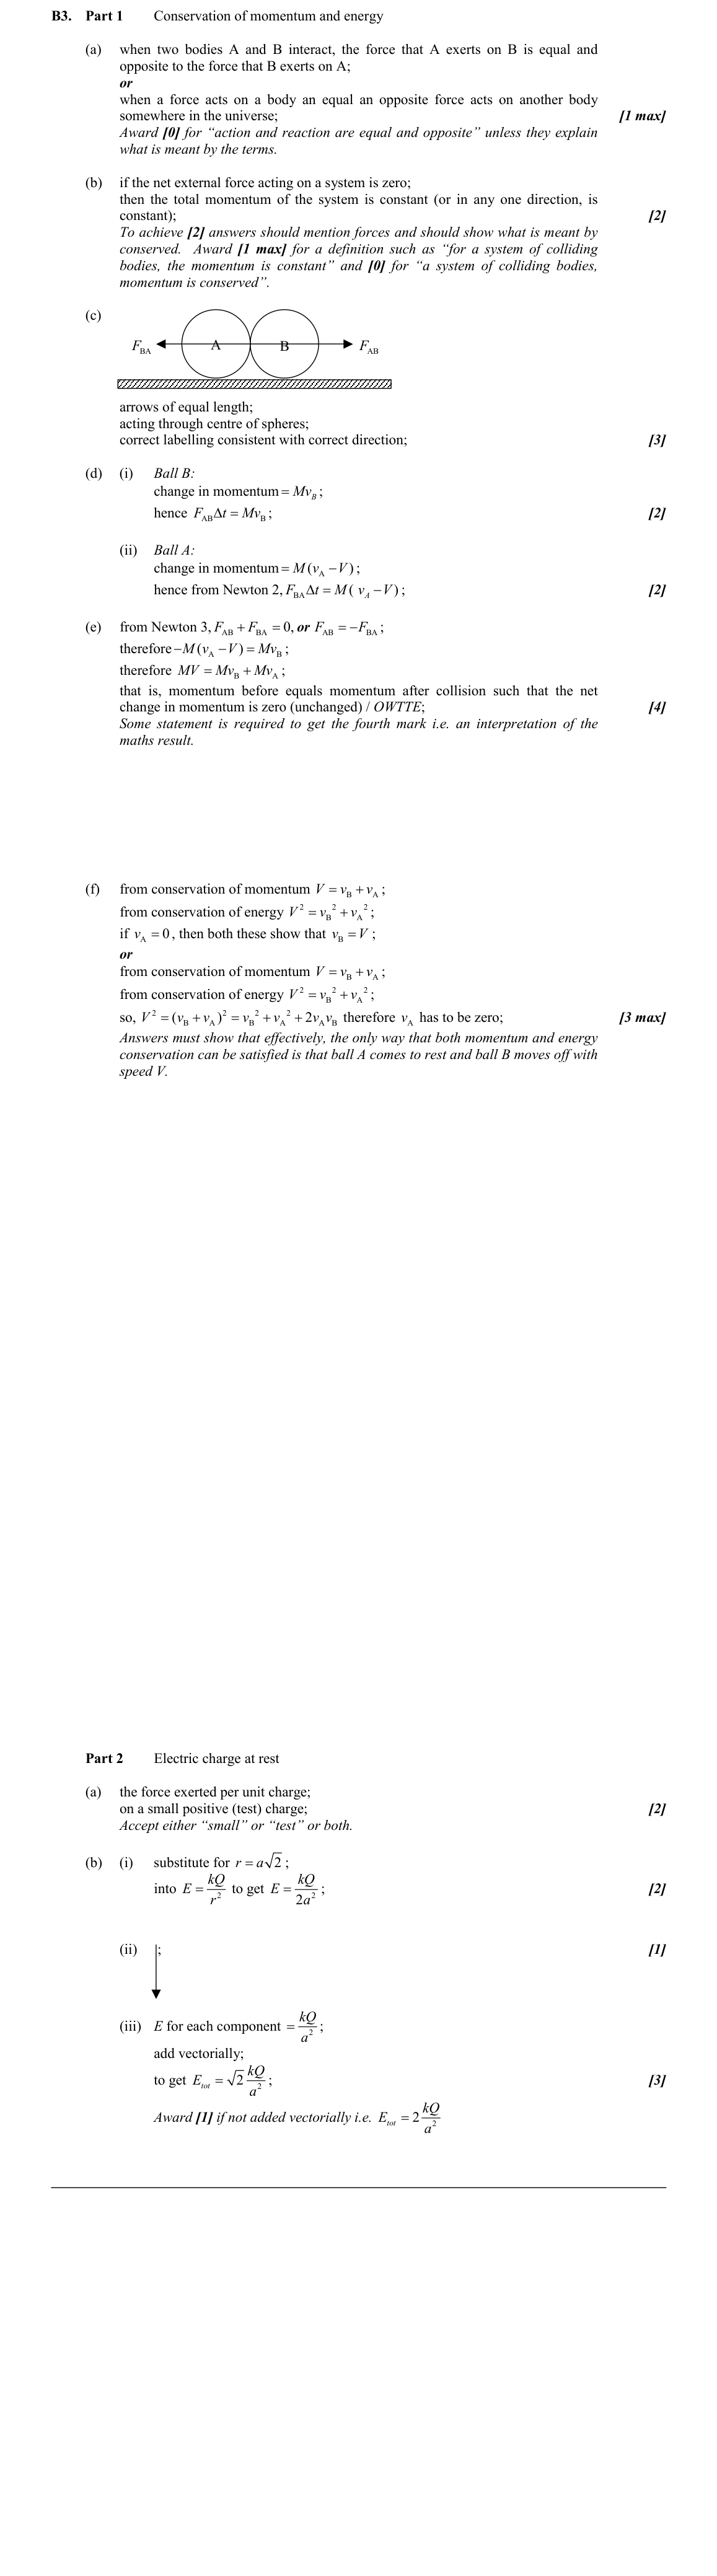 B3. Part 1 Conservation of momentum and energy
(a) when two bodies A and B interact, the force that A exerts on B is equal and
opposite to the force that B exerts on A;
or
when a force acts on a body an equal an opposite force acts on another body
somewhere in the universe; [1 max]
Award [0] for “action and reaction are equal and opposite” unless they explain
what is meant by the terms.
(b) if the net external force acting on a system is zero;
then the total momentum of the system is constant (or in any one direction, is
constant); [2]
To achieve [2] answers should mention forces and should show what is meant by
conserved. Award [1 max] for a definition such as “for a system of colliding
bodies, the momentum is constant” and [0] for “a system of colliding bodies,
momentum is conserved”.
(c)
F_BA A B F_AB
arrows of equal length;
acting through centre of spheres;
correct labelling consistent with correct direction; [3]
(d) (i) Ball B:
change in momentum = Mv_B ;
hence F_AB Δt = Mv_B ; [2]
(ii) Ball A:
change in momentum = M(v_A − V) ;
hence from Newton 2, F_BA Δt = M( v_A − V) ; [2]
(e) from Newton 3, F_AB + F_BA = 0, or F_AB = −F_BA ;
therefore −M(v_A − V) = Mv_B ;
therefore MV = Mv_B + Mv_A ;
that is, momentum before equals momentum after collision such that the net
change in momentum is zero (unchanged) / OWTTE; [4]
Some statement is required to get the fourth mark i.e. an interpretation of the
maths result.
(f) from conservation of momentum V = v_B + v_A ;
from conservation of energy V² = v_B² + v_A² ;
if v_A = 0, then both these show that v_B = V ;
or
from conservation of momentum V = v_B + v_A ;
from conservation of energy V² = v_B² + v_A² ;
so, V² = (v_B + v_A)² = v_B² + v_A² + 2v_A v_B therefore v_A has to be zero; [3 max]
Answers must show that effectively, the only way that both momentum and energy
conservation can be satisfied is that ball A comes to rest and ball B moves off with
speed V.
Part 2 Electric charge at rest
(a) the force exerted per unit charge;
on a small positive (test) charge; [2]
Accept either “small” or “test” or both.
(b) (i) substitute for r = a√2 ;
into E = kQ/r² to get E = kQ/2a² ; [2]
(ii) ; [1]
(iii) E for each component = kQ/a² ;
add vectorially;
to get E_tot = √2 kQ/a² ; [3]
Award [1] if not added vectorially i.e. E_tot = 2 kQ/a²